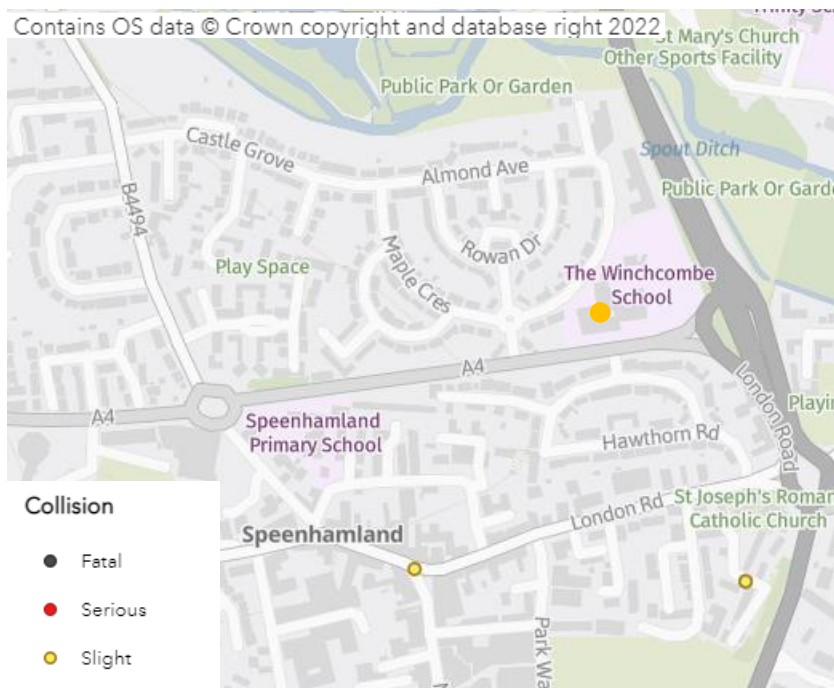 Contains OS data © Crown copyright and database right 2022
St Mary's Church
Other Sports Facility
Public Park Or Garden
Castle Grove
Almond Ave
Spout Ditch
B4494
Public Park Or Garde
Rowan Dr
Play Space
Maple Cres
The Winchcombe
School
A4
A4
London Road
Speenhamland
Primary School
Playin
Hawthorn Rd
St Joseph's Roman
Catholic Church
London Rd
Collision
Speenhamland
Fatal
Serious
Slight
Park Wa